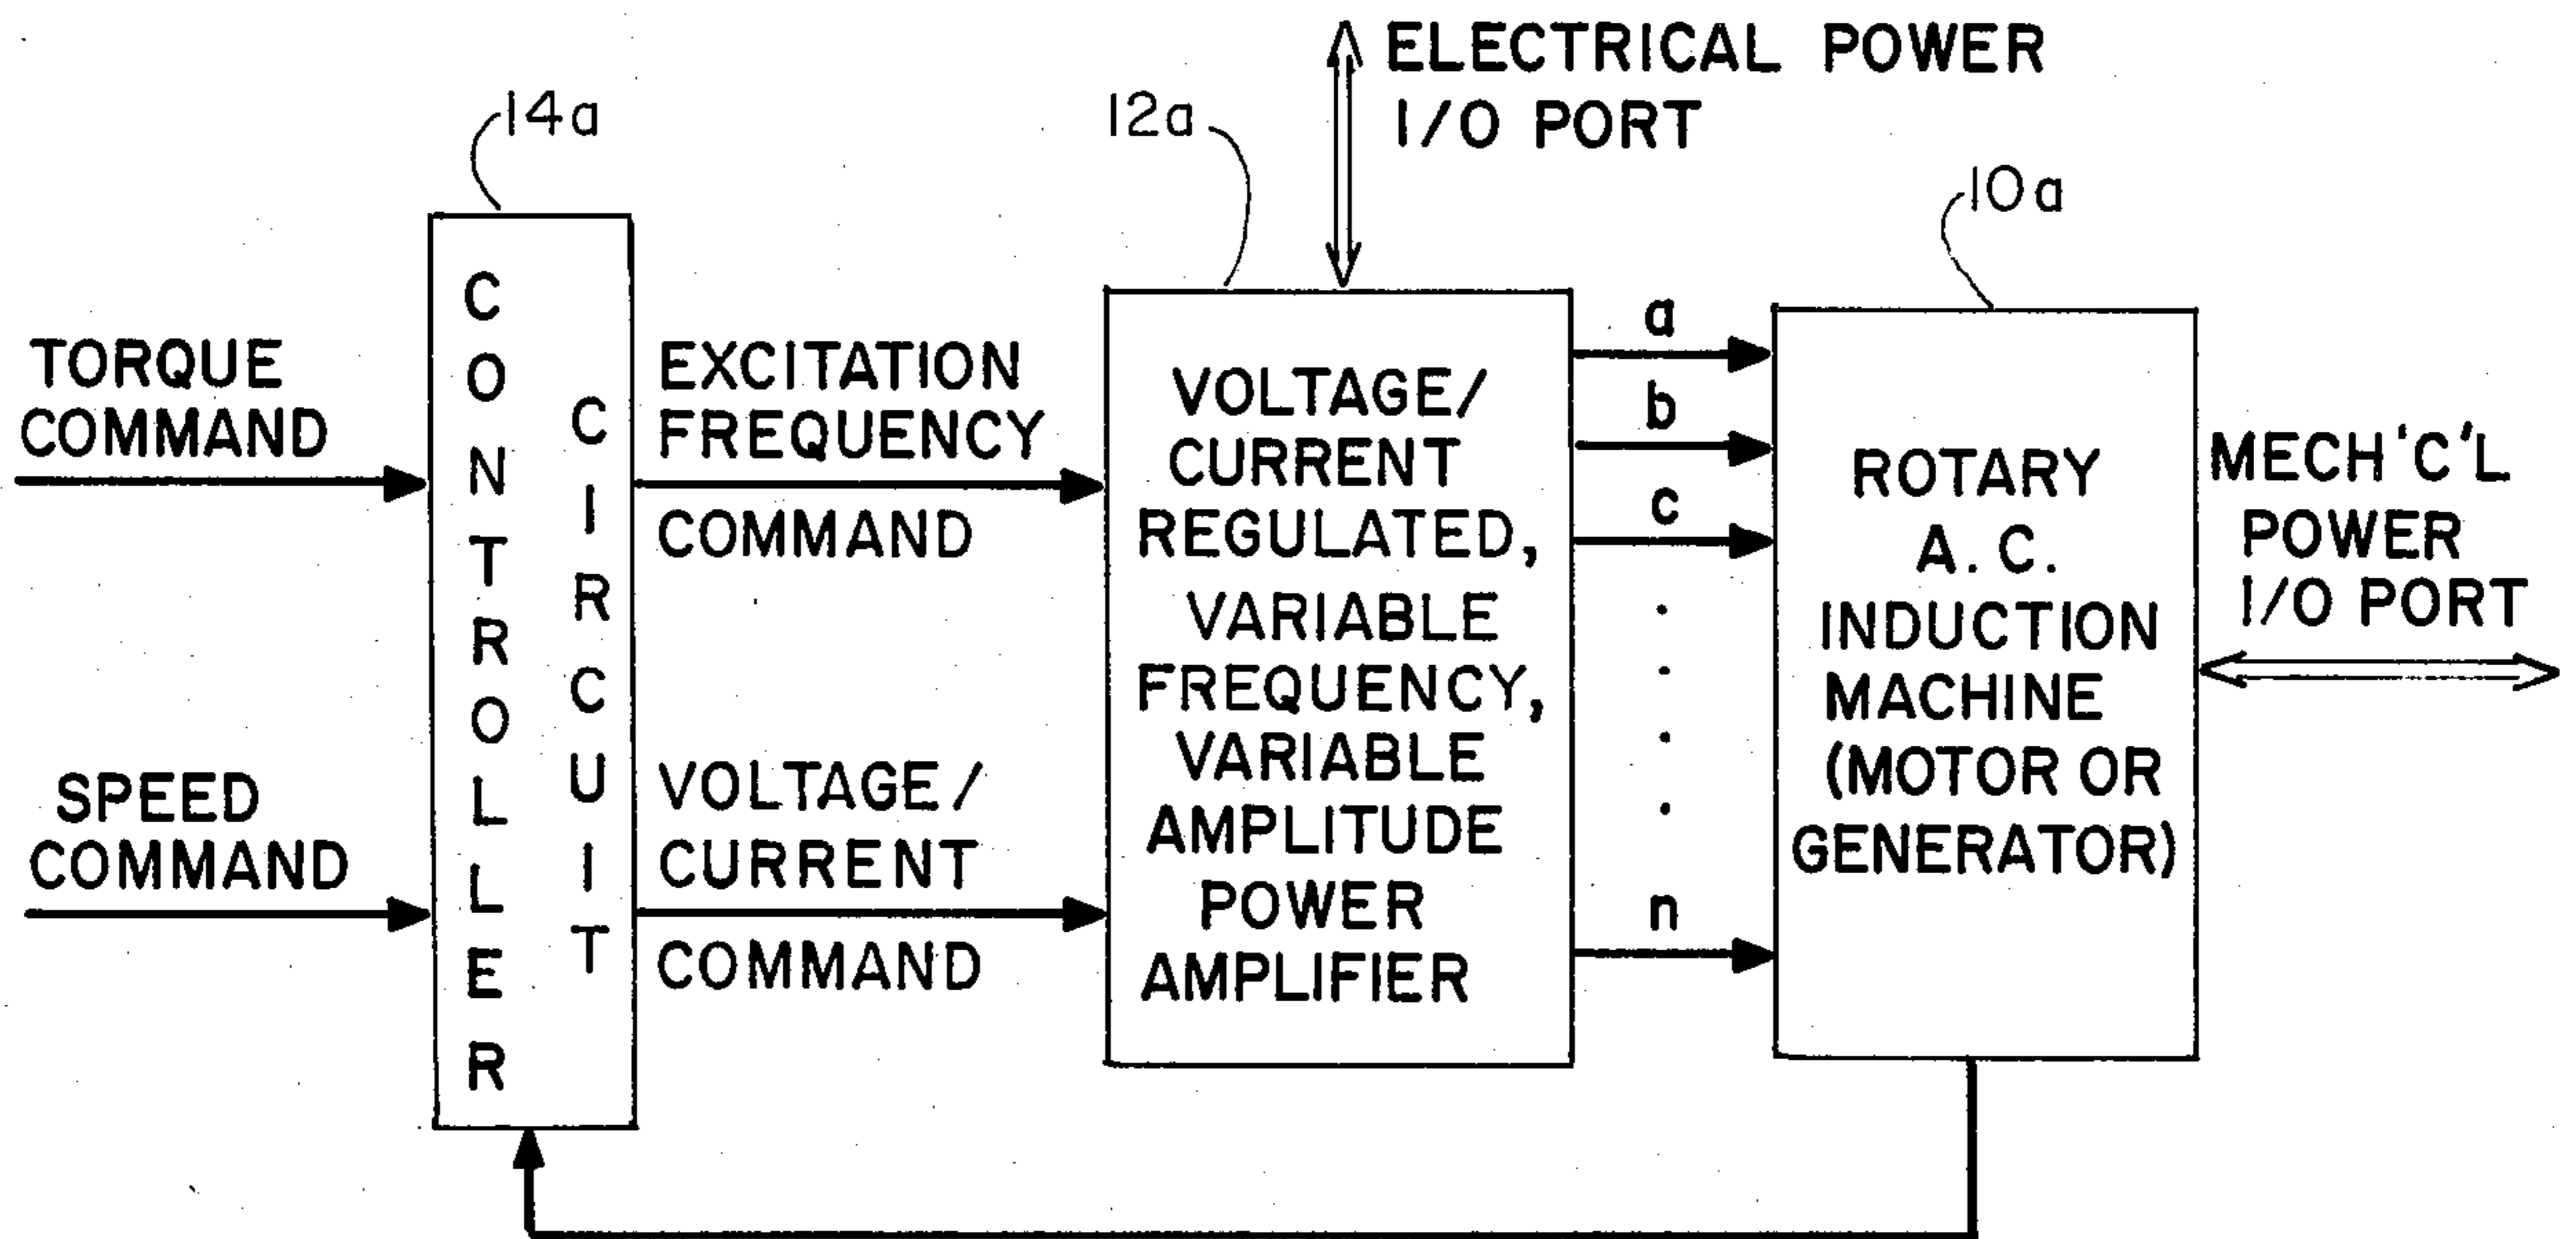 ELECTRICAL POWER
I/O PORT
14a
12a
10a
TORQUE
COMMAND
SPEED
COMMAND
CONTROLLER
CIRCUIT
EXCITATION
FREQUENCY
COMMAND
VOLTAGE/
CURRENT
COMMAND
VOLTAGE/
CURRENT
REGULATED,
VARIABLE
FREQUENCY,
VARIABLE
AMPLITUDE
POWER
AMPLIFIER
a
b
c
n
ROTARY
A. C.
INDUCTION
MACHINE
(MOTOR OR
GENERATOR)
MECH'C'L
POWER
I/O PORT